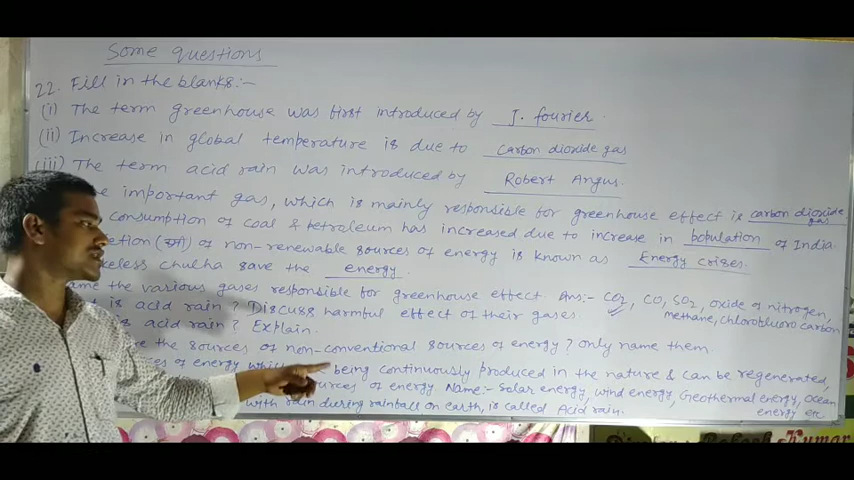 Some questions
22. Fill in the blanks:-
(i) The term greenhouse was first introduced by J. fourier.
(ii) Increase in global temperature is due to carbon dioxide gas
(iii) The term acid rain was introduced by Robert Angus.
important gas, which is mainly responsible for greenhouse effect is carbon dioxide gas
consumption of coal & petroleum has increased due to increase in population of India.
of non-renewable sources of energy is known as Energy crises.
chulha save the energy.
the various gases responsible for greenhouse effect. Ans:- CO2, CO, SO2, oxide of nitrogen,
methane, chlorofluoro carbon
is acid rain? Discuss harmful effect of their gases.
is acid rain? Explain.
the sources of non-conventional sources of energy? only name them.
of energy being continuously produced in the nature & can be regenerated,
of energy Name:- Solar energy, wind energy, Geothermal energy, Ocean
energy etc.
with rain during rainfall on earth, is called Acid rain.
Kumar